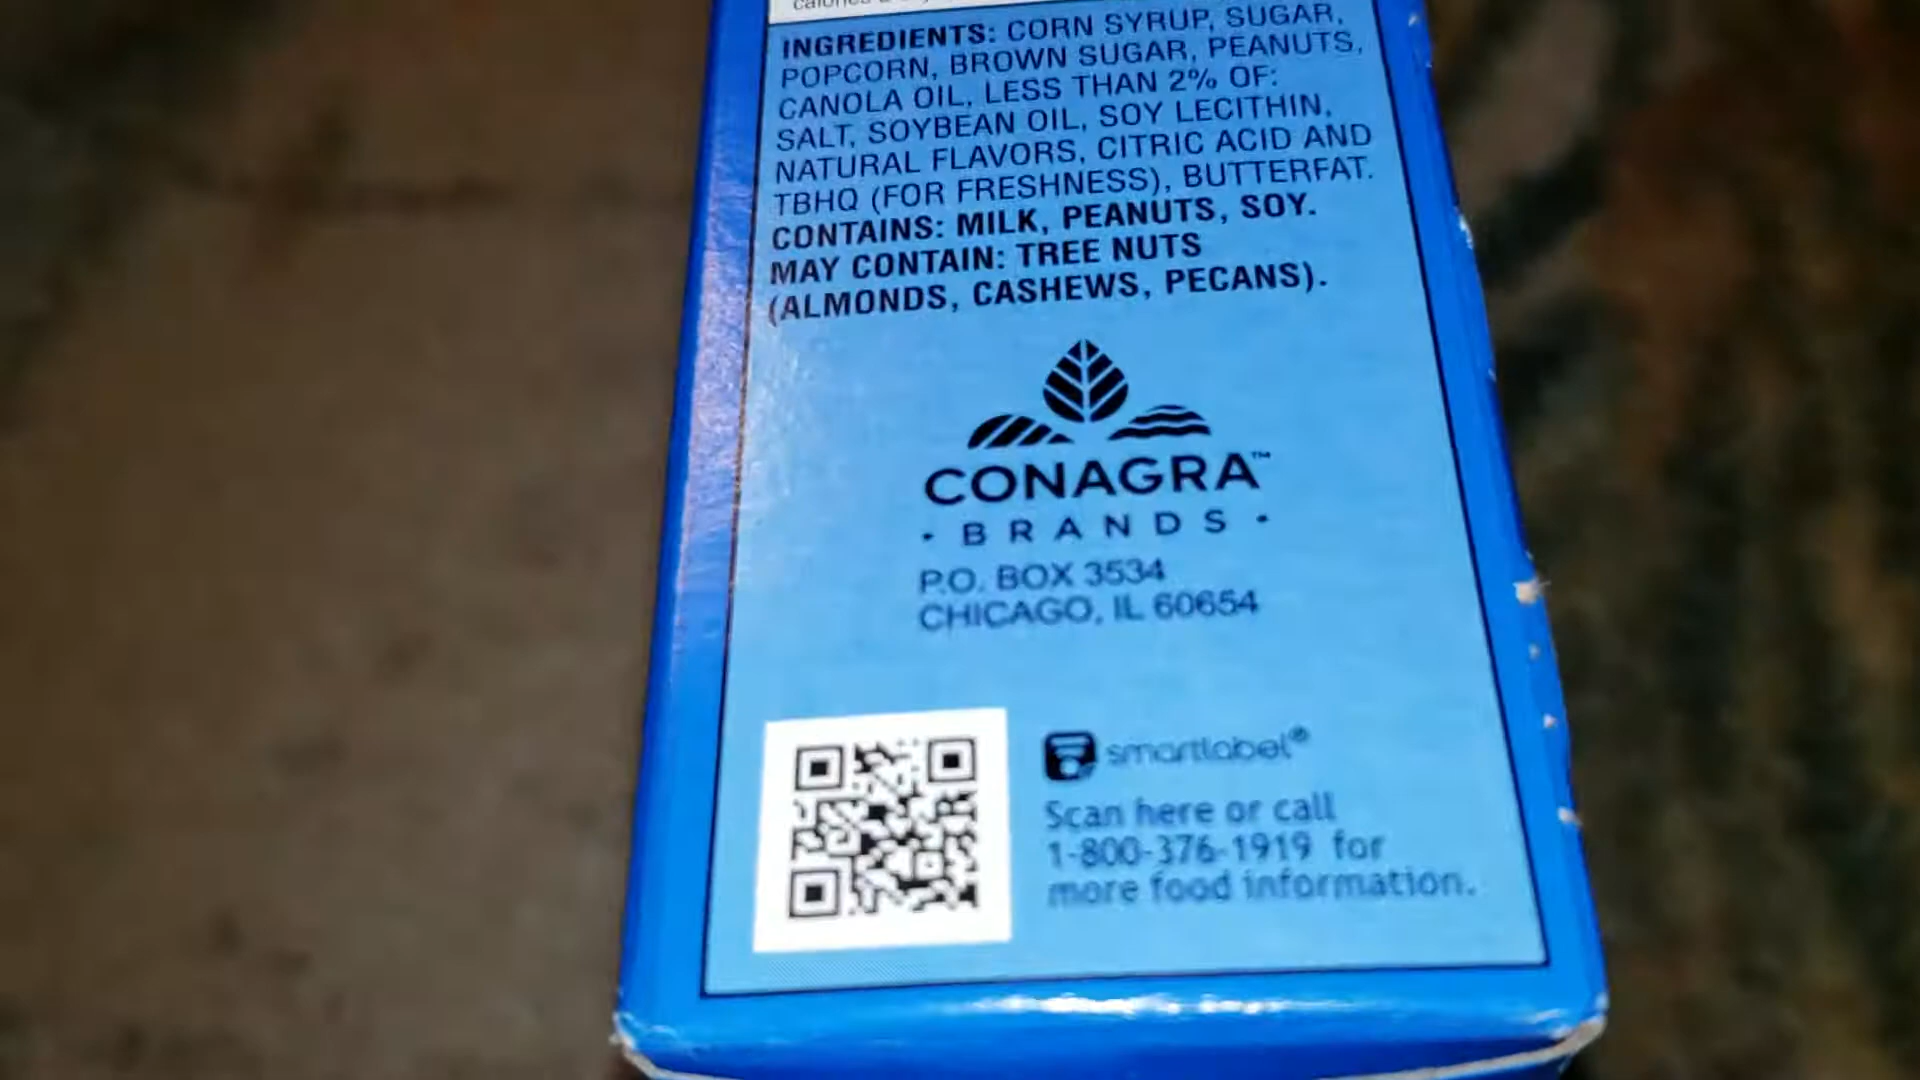 INGREDIENTS: CORN SYRUP, SUGAR,
POPCORN, BROWN SUGAR, PEANUTS,
CANOLA OIL, LESS THAN 2% OF:
SALT, SOYBEAN OIL, SOY LECITHIN,
NATURAL FLAVORS, CITRIC ACID AND
TBHQ (FOR FRESHNESS), BUTTERFAT.
CONTAINS: MILK, PEANUTS, SOY.
MAY CONTAIN: TREE NUTS
(ALMONDS, CASHEWS, PECANS).
CONAGRA™
· BRANDS ·
P.O. BOX 3534
CHICAGO, IL 60654
smartlabel®
Scan here or call
1-800-376-1919 for
more food information.